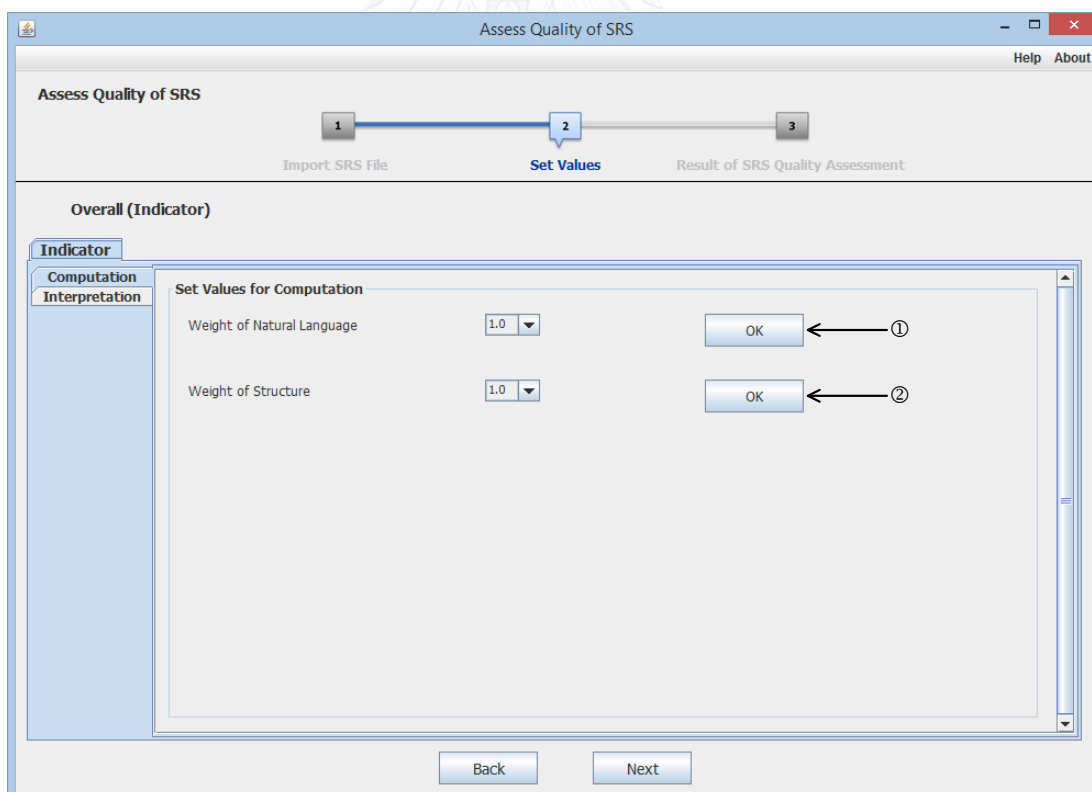 Assess Quality of SRS
Help About
Assess Quality of SRS
1 2 3
Import SRS File Set Values Result of SRS Quality Assessment
Overall (Indicator)
Indicator
Computation
Interpretation
Set Values for Computation
Weight of Natural Language 1.0 OK ①
Weight of Structure 1.0 OK ②
Back Next